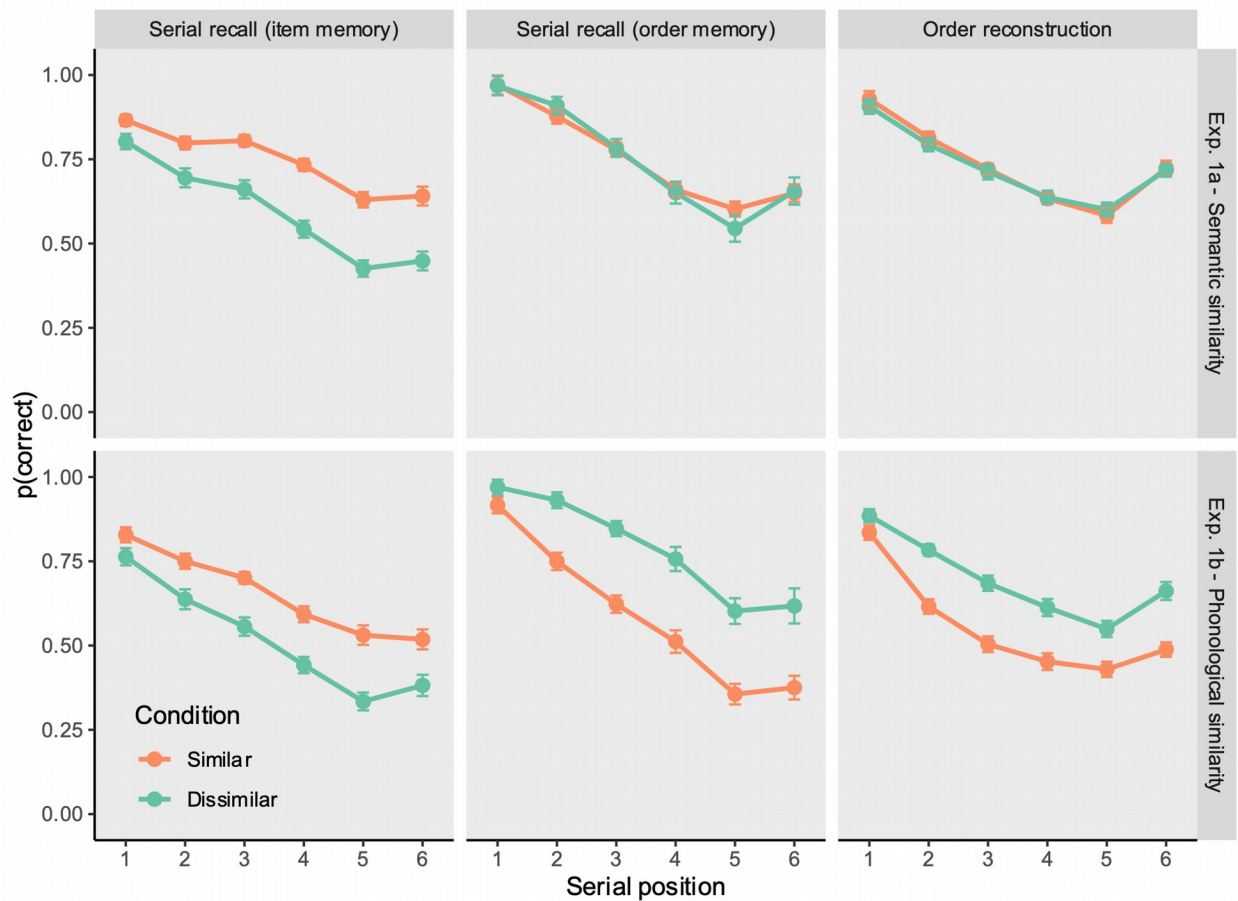 Serial recall (item memory)
Serial recall (order memory)
Order reconstruction
p(correct)
1.00
0.75
0.50
0.25
0.00
Exp. 1a - Semantic similarity
1.00
0.75
0.50
0.25
0.00
Condition
Similar
Dissimilar
Exp. 1b - Phonological similarity
1 2 3 4 5 6
1 2 3 4 5 6
1 2 3 4 5 6
Serial position